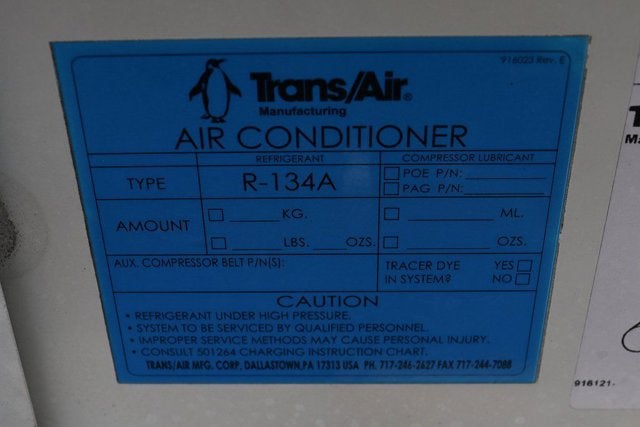 916023 Rev. E
Trans/Air®
Manufacturing
AIR CONDITIONER
REFRIGERANT COMPRESSOR LUBRICANT
TYPE R-134A
POE P/N:
PAG P/N:
AMOUNT
KG. ML.
LBS. OZS. OZS.
AUX. COMPRESSOR BELT P/N(S):
TRACER DYE YES
IN SYSTEM? NO
CAUTION
• REFRIGERANT UNDER HIGH PRESSURE.
• SYSTEM TO BE SERVICED BY QUALIFIED PERSONNEL.
• IMPROPER SERVICE METHODS MAY CAUSE PERSONAL INJURY.
• CONSULT 501264 CHARGING INSTRUCTION CHART.
TRANS/AIR MFG. CORP. DALLASTOWN,PA 17313 USA PH. 717-246-2627 FAX 717-244-7088
916121-